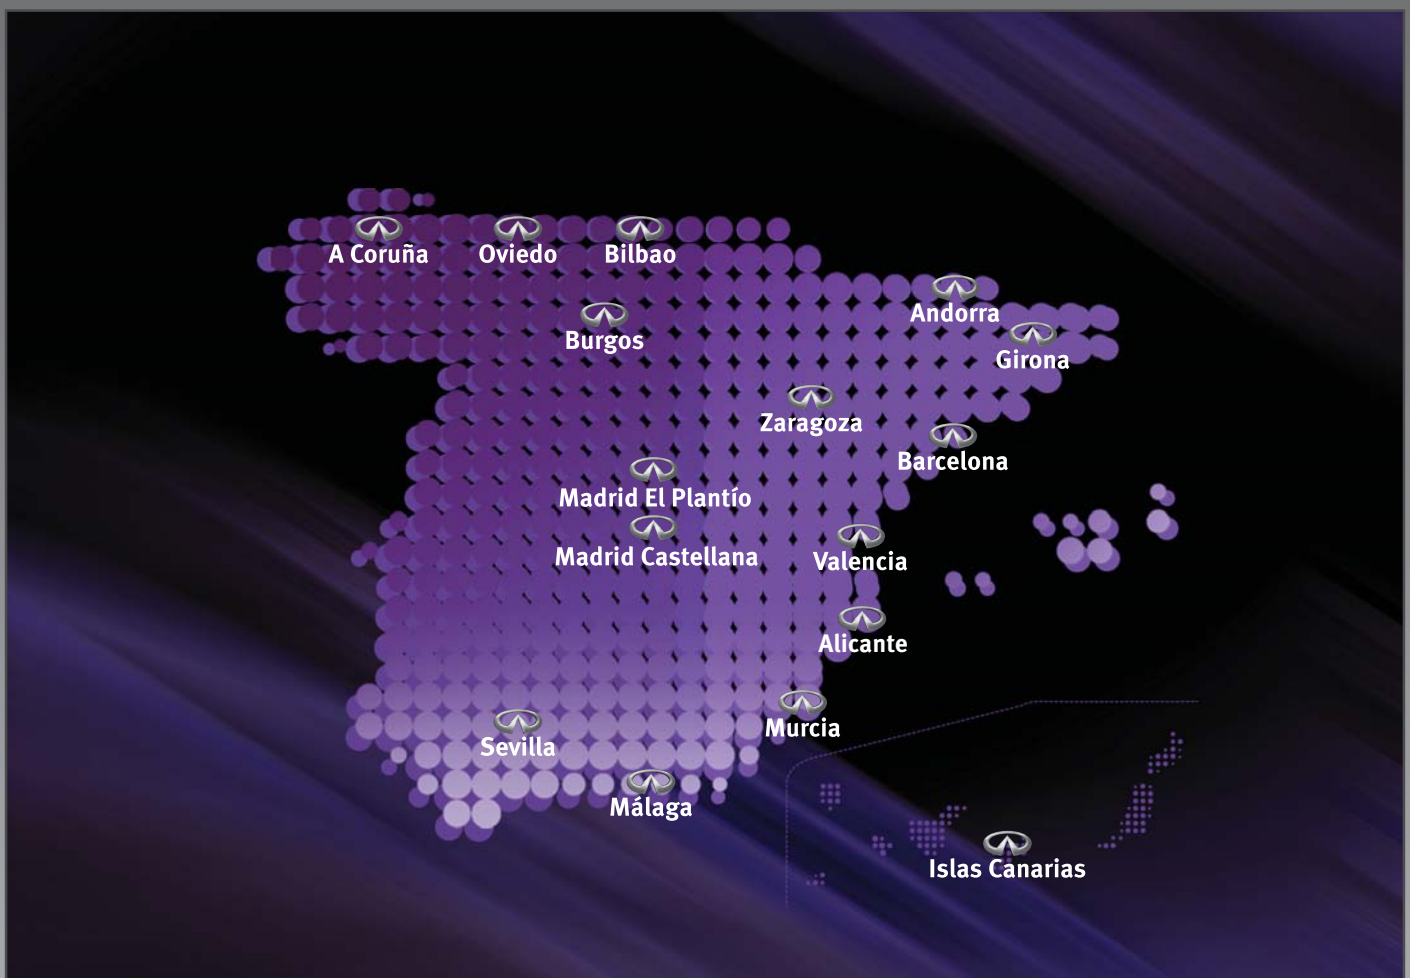 A Coruña
Oviedo
Bilbao
Andorra
Burgos
Girona
Zaragoza
Barcelona
Madrid El Plantío
Madrid Castellana
Valencia
Alicante
Murcia
Sevilla
Málaga
Islas Canarias